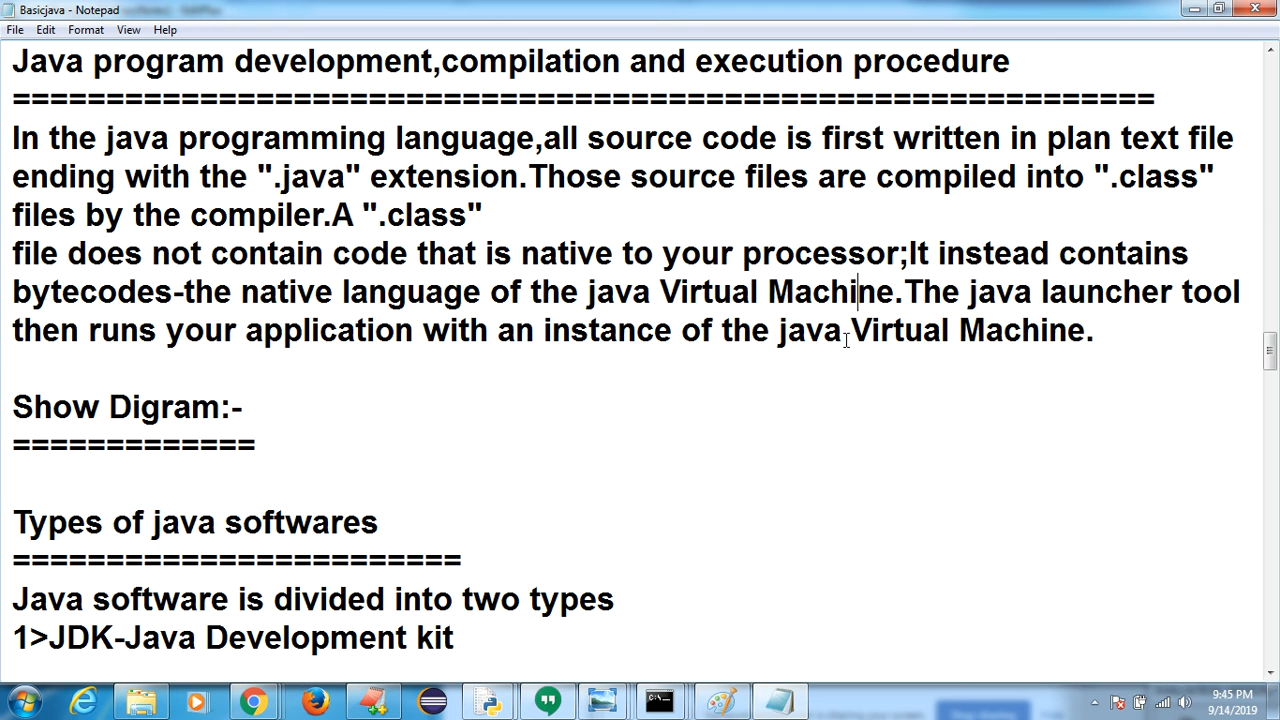 Basicjava - Notepad
File Edit Format View Help
Java program development,compilation and execution procedure
=============================================================
In the java programming language,all source code is first written in plan text file
ending with the ".java" extension.Those source files are compiled into ".class"
files by the compiler.A ".class"
file does not contain code that is native to your processor;It instead contains
bytecodes-the native language of the java Virtual Machine.The java launcher tool
then runs your application with an instance of the java Virtual Machine.
Show Digram:-
=============
Types of java softwares
========================
Java software is divided into two types
1>JDK-Java Development kit
9:45 PM
9/14/2019